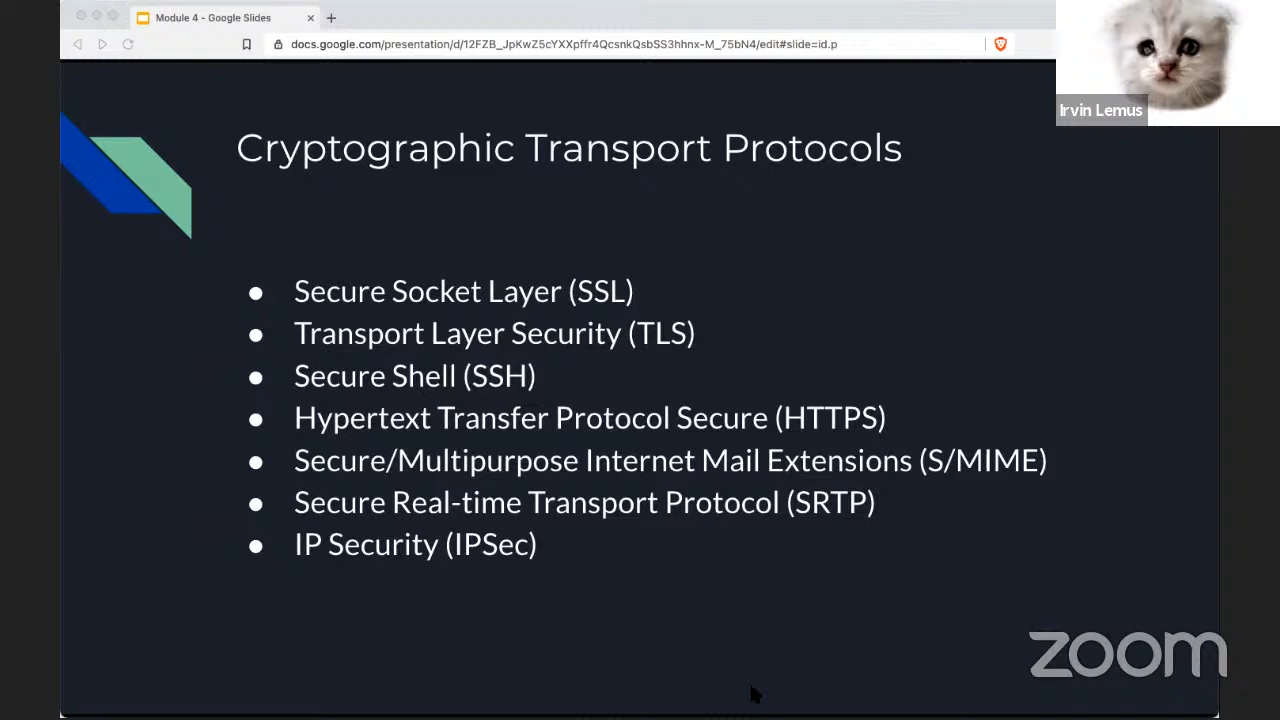 Module 4 - Google Slides
docs.google.com/presentation/d/12FZB_JpKwZ5cYXXpffr4QcsnkQsbSS3hhnx-M_75bN4/edit#slide=id.p
Irvin Lemus
Cryptographic Transport Protocols
● Secure Socket Layer (SSL)
● Transport Layer Security (TLS)
● Secure Shell (SSH)
● Hypertext Transfer Protocol Secure (HTTPS)
● Secure/Multipurpose Internet Mail Extensions (S/MIME)
● Secure Real-time Transport Protocol (SRTP)
● IP Security (IPSec)
zoom